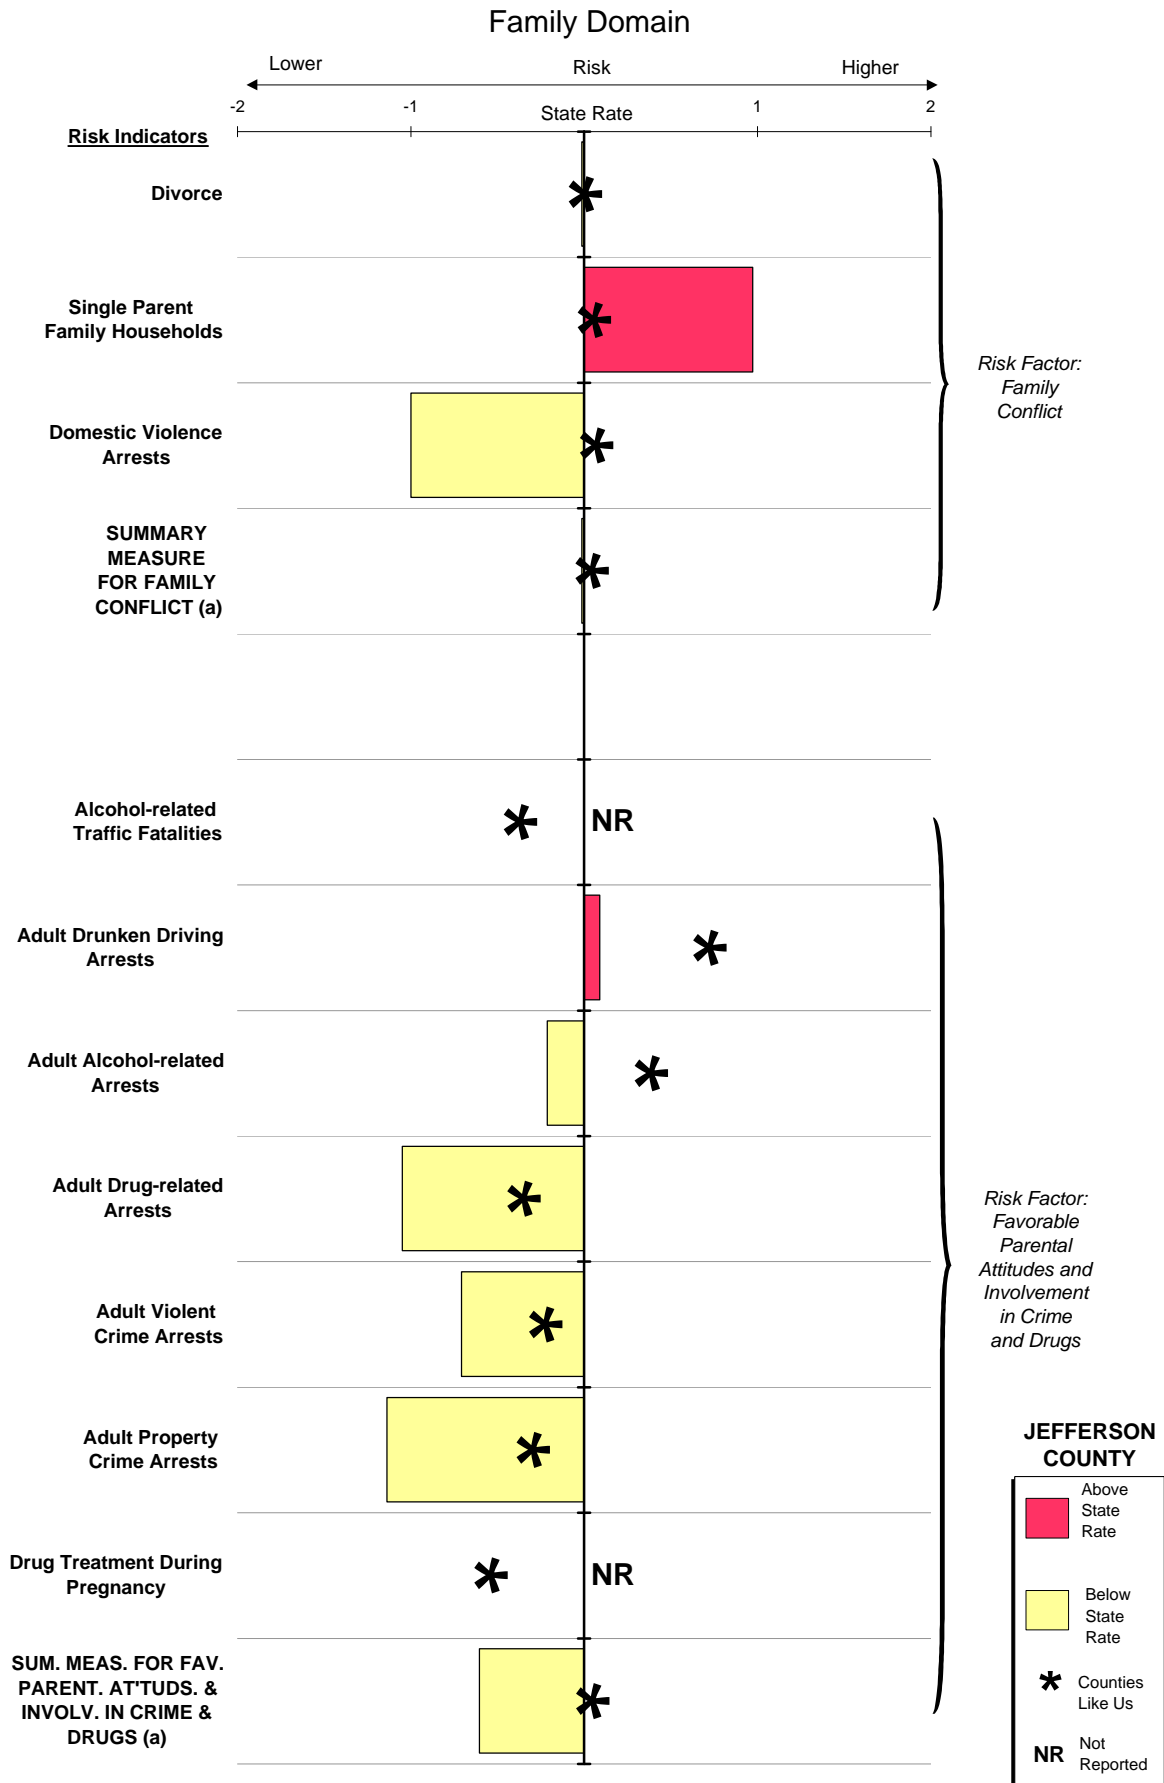 Family Domain
Lower Risk Higher
-2 -1 State Rate 1 2
Risk Indicators
Divorce
Single Parent
Family Households
Domestic Violence
Arrests
SUMMARY
MEASURE
FOR FAMILY
CONFLICT (a)
Risk Factor:
Family
Conflict
Alcohol-related
Traffic Fatalities
NR
Adult Drunken Driving
Arrests
Adult Alcohol-related
Arrests
Adult Drug-related
Arrests
Adult Violent
Crime Arrests
Adult Property
Crime Arrests
Drug Treatment During
Pregnancy
NR
SUM. MEAS. FOR FAV.
PARENT. AT'TUDS. &
INVOLV. IN CRIME &
DRUGS (a)
Risk Factor:
Favorable
Parental
Attitudes and
Involvement
in Crime
and Drugs
JEFFERSON
COUNTY
Above
State
Rate
Below
State
Rate
* Counties
Like Us
NR Not
Reported